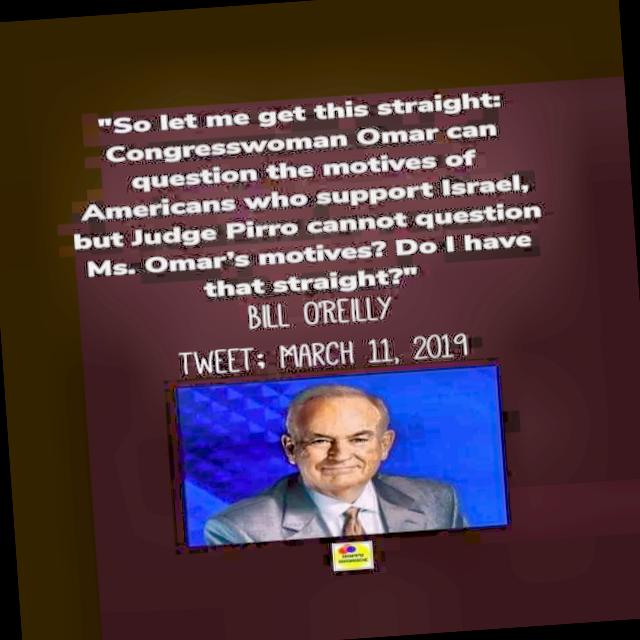 "So let me get this straight:
Congresswoman Omar can
question the motives of
Americans who support Israel,
but Judge Pirro cannot question
Ms. Omar's motives? Do I have
that straight?"
BILL O'REILLY
TWEET; MARCH 11, 2019